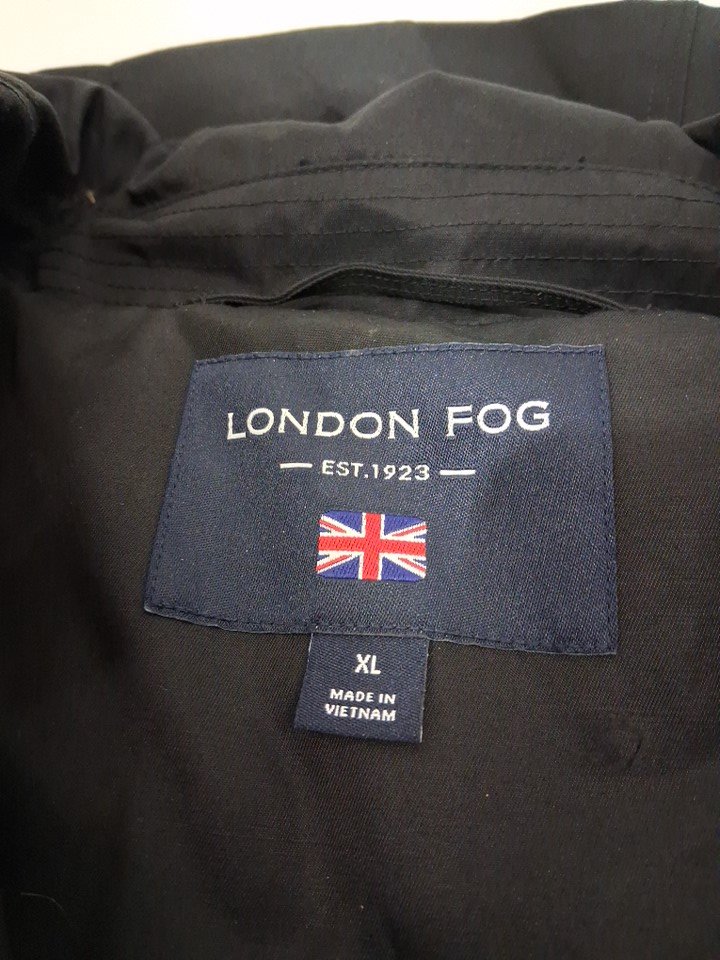 LONDON FOG
EST.1923
XL
MADE IN
VIETNAM